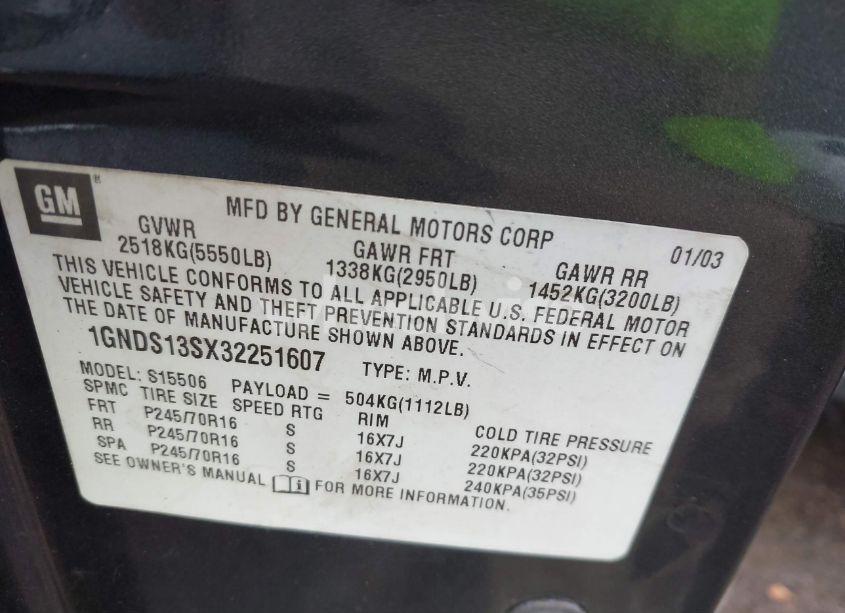 GM
MFD BY GENERAL MOTORS CORP 01/03
GVWR GAWR FRT GAWR RR
2518KG(5550LB) 1338KG(2950LB) 1452KG(3200LB)
THIS VEHICLE CONFORMS TO ALL APPLICABLE U.S. FEDERAL MOTOR
VEHICLE SAFETY AND THEFT PREVENTION STANDARDS IN EFFECT ON
THE DATE OF MANUFACTURE SHOWN ABOVE.
1GNDS13SX32251607 TYPE: M.P.V.
MODEL: S15506 PAYLOAD = 504KG(1112LB)
SPMC TIRE SIZE SPEED RTG RIM COLD TIRE PRESSURE
FRT P245/70R16 S 16X7J 220KPA(32PSI)
RR P245/70R16 S 16X7J 220KPA(32PSI)
SPA P245/70R16 S 16X7J 240KPA(35PSI)
SEE OWNER'S MANUAL FOR MORE INFORMATION.